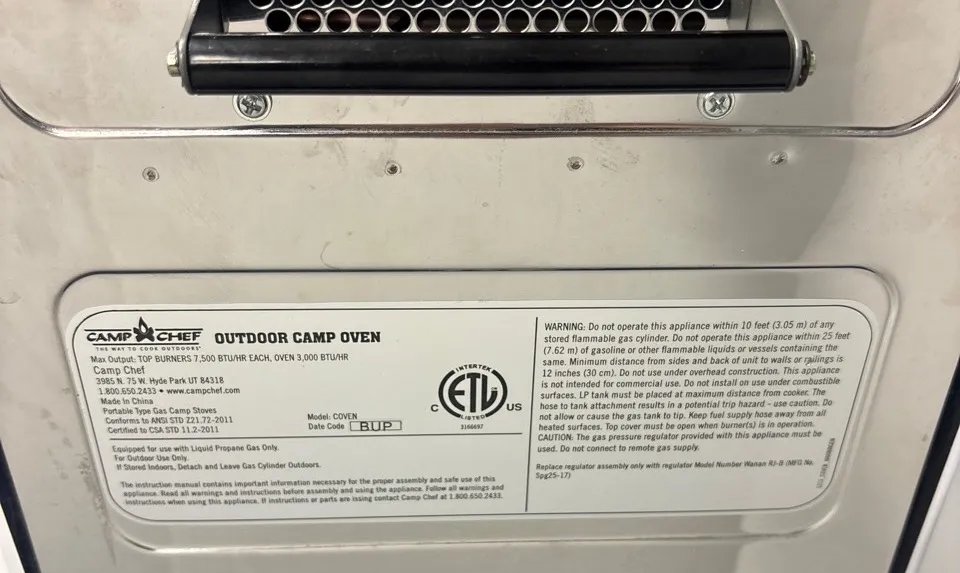 CAMP CHEF
"THE WAY TO COOK OUTDOORS"
OUTDOOR CAMP OVEN
Max Output: TOP BURNERS 7,500 BTU/HR EACH, OVEN 3,000 BTU/HR
Camp Chef
3985 N. 75 W. Hyde Park UT 84318
1.800.650.2433 • www.campchef.com
Made in China
Portable Type Gas Camp Stoves
Conforms to ANSI STD Z21.72-2011
Certified to CSA STD 11.2-2011
Model: COVEN
Date Code BUP
INTERTEK
C ETL US
LISTED
3166697
Equipped for use with Liquid Propane Gas Only.
For Outdoor Use Only.
If Stored Indoors, Detach and Leave Gas Cylinder Outdoors.
The instruction manual contains important information necessary for the proper assembly and safe use of this
appliance. Read all warnings and instructions before assembly and using the appliance. Follow all warnings and
instructions when using this appliance. If instructions or parts are issing contact Camp Chef at 1.800.650.2433.
WARNING: Do not operate this appliance within 10 feet (3.05 m) of any
stored flammable gas cylinder. Do not operate this appliance within 25 feet
(7.62 m) of gasoline or other flammable liquids or vessels containing the
same. Minimum distance from sides and back of unit to walls or railings is
12 inches (30 cm). Do not use under overhead construction. This appliance
is not intended for commercial use. Do not install on use under combustible
surfaces. LP tank must be placed at maximum distance from cooker. The
hose to tank attachment results in a potential trip hazard - use caution. Do
not allow or cause the gas tank to tip. Keep fuel supply hose away from all
heated surfaces. Top cover must be open when burner(s) is in operation.
CAUTION: The gas pressure regulator provided with this appliance must be
used. Do not connect to remote gas supply.
Replace regulator assembly only with regulator Model Number Wanan RJ-B (MFG No.
Spg25-17)